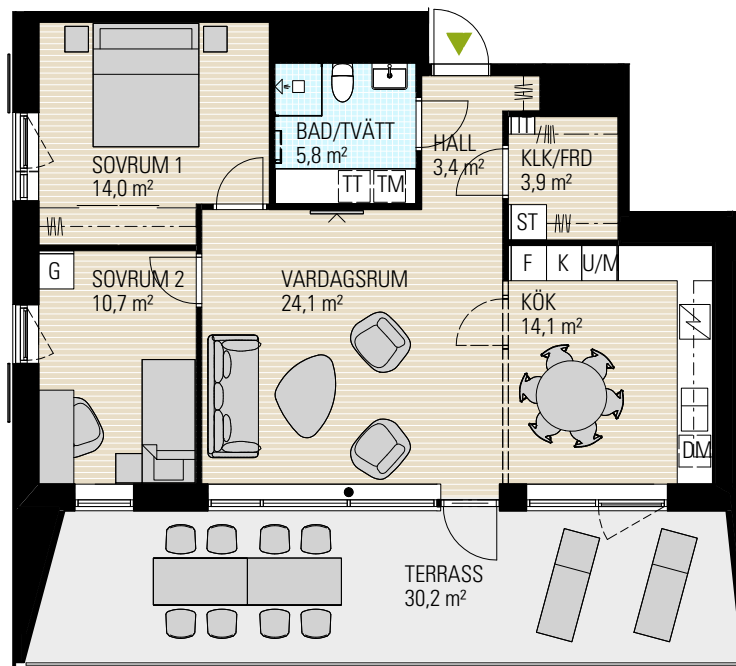 SOVRUM 1
14,0 m²
BAD/TVÄTT
5,8 m²
TT
TM
HALL
3,4 m²
KLK/FRD
3,9 m²
ST
G
SOVRUM 2
10,7 m²
VARDAGSRUM
24,1 m²
F
K
U/M
KÖK
14,1 m²
DM
TERRASS
30,2 m²